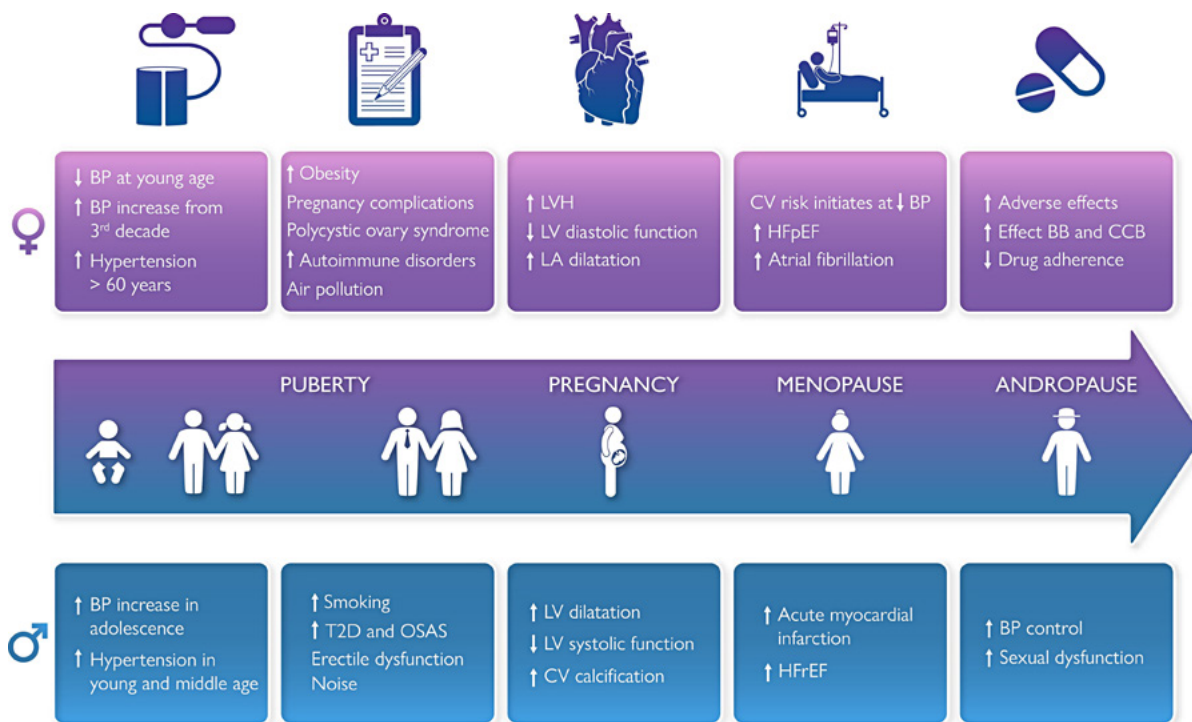 ↓ BP at young age
↑ BP increase from
3rd decade
↑ Hypertension
> 60 years
↑ Obesity
Pregnancy complications
Polycystic ovary syndrome
↑ Autoimmune disorders
Air pollution
↑ LVH
↓ LV diastolic function
↑ LA dilatation
CV risk initiates at ↓ BP
↑ HFpEF
↑ Atrial fibrillation
↑ Adverse effects
↑ Effect BB and CCB
↓ Drug adherence
PUBERTY
PREGNANCY
MENOPAUSE
ANDROPAUSE
↑ BP increase in
adolescence
↑ Hypertension in
young and middle age
↑ Smoking
↑ T2D and OSAS
Erectile dysfunction
Noise
↑ LV dilatation
↓ LV systolic function
↑ CV calcification
↑ Acute myocardial
infarction
↑ HFrEF
↑ BP control
↑ Sexual dysfunction